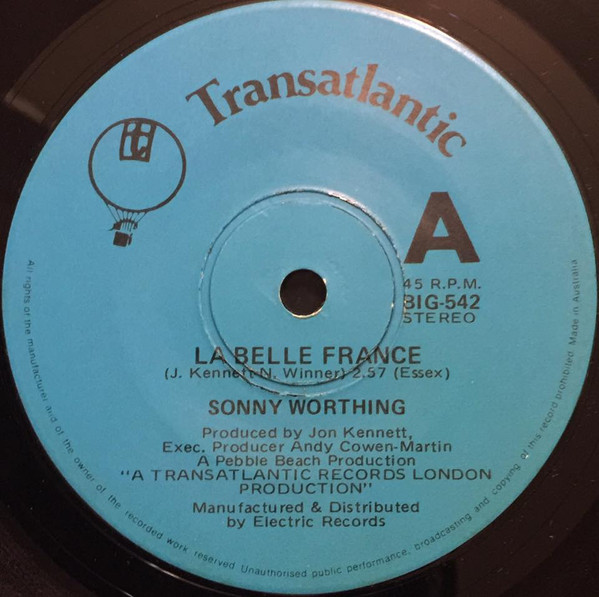 Transatlantic
A
45 R.P.M.
BIG-542
STEREO
LA BELLE FRANCE
(J. Kennett-N. Winner) 2.57 (Essex)
SONNY WORTHING
Produced by Jon Kennett,
Exec. Producer Andy Cowen-Martin
A Pebble Beach Production
"A TRANSATLANTIC RECORDS LONDON
PRODUCTION"
Manufactured & Distributed
by Electric Records
All rights of the manufacturer and of the owner of the recorded work reserved Unauthorised public performance, broadcasting and copying of this record prohibited. Made in Australia